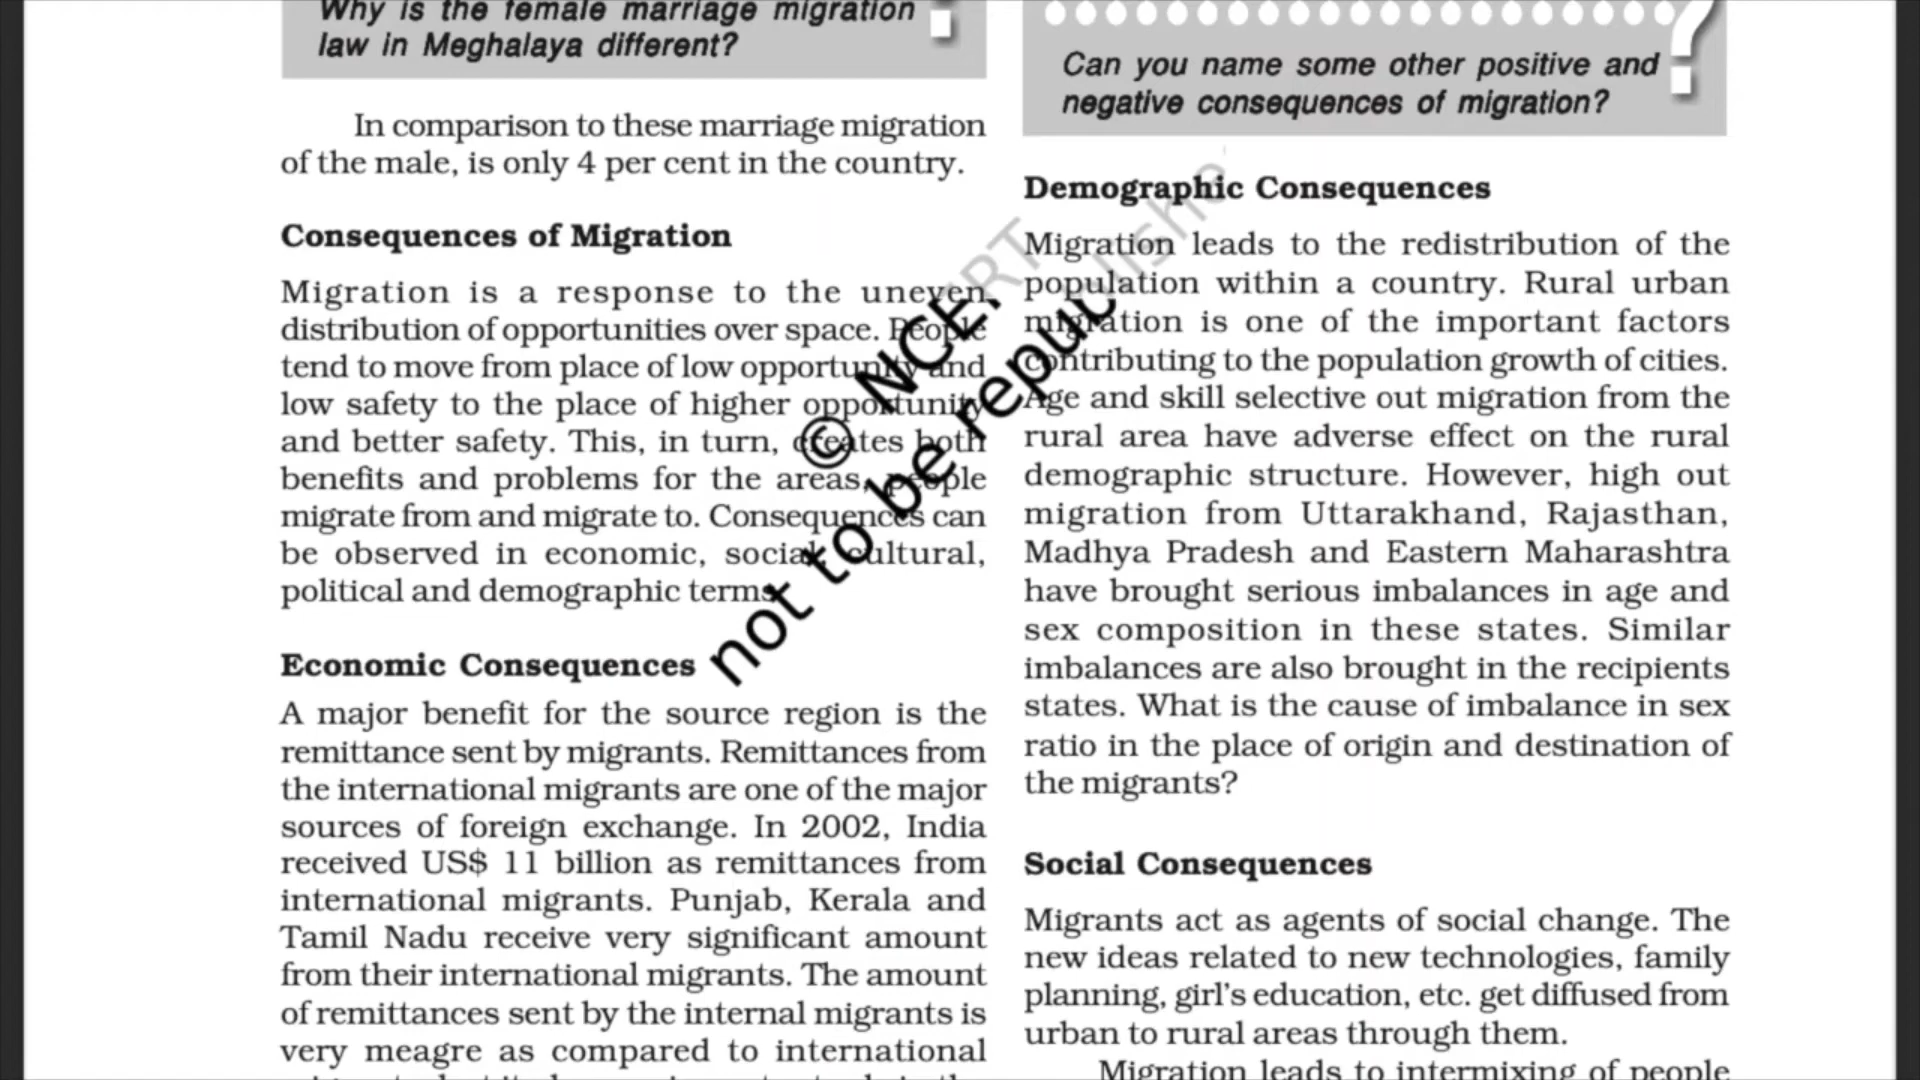 Why is the female marriage migration
law in Meghalaya different?
In comparison to these marriage migration
of the male, is only 4 per cent in the country.
Consequences of Migration
Migration is a response to the uneven
distribution of opportunities over space. People
tend to move from place of low opportunity and
low safety to the place of higher opportunity
and better safety. This, in turn, creates both
benefits and problems for the areas, people
migrate from and migrate to. Consequences can
be observed in economic, social, cultural,
political and demographic terms.
Economic Consequences
A major benefit for the source region is the
remittance sent by migrants. Remittances from
the international migrants are one of the major
sources of foreign exchange. In 2002, India
received US$ 11 billion as remittances from
international migrants. Punjab, Kerala and
Tamil Nadu receive very significant amount
from their international migrants. The amount
of remittances sent by the internal migrants is
very meagre as compared to international
?
Can you name some other positive and
negative consequences of migration?
Demographic Consequences
Migration leads to the redistribution of the
population within a country. Rural urban
migration is one of the important factors
contributing to the population growth of cities.
Age and skill selective out migration from the
rural area have adverse effect on the rural
demographic structure. However, high out
migration from Uttarakhand, Rajasthan,
Madhya Pradesh and Eastern Maharashtra
have brought serious imbalances in age and
sex composition in these states. Similar
imbalances are also brought in the recipients
states. What is the cause of imbalance in sex
ratio in the place of origin and destination of
the migrants?
Social Consequences
Migrants act as agents of social change. The
new ideas related to new technologies, family
planning, girl's education, etc. get diffused from
urban to rural areas through them.
Migration leads to intermixing of people
© NCERT
not to be republishe